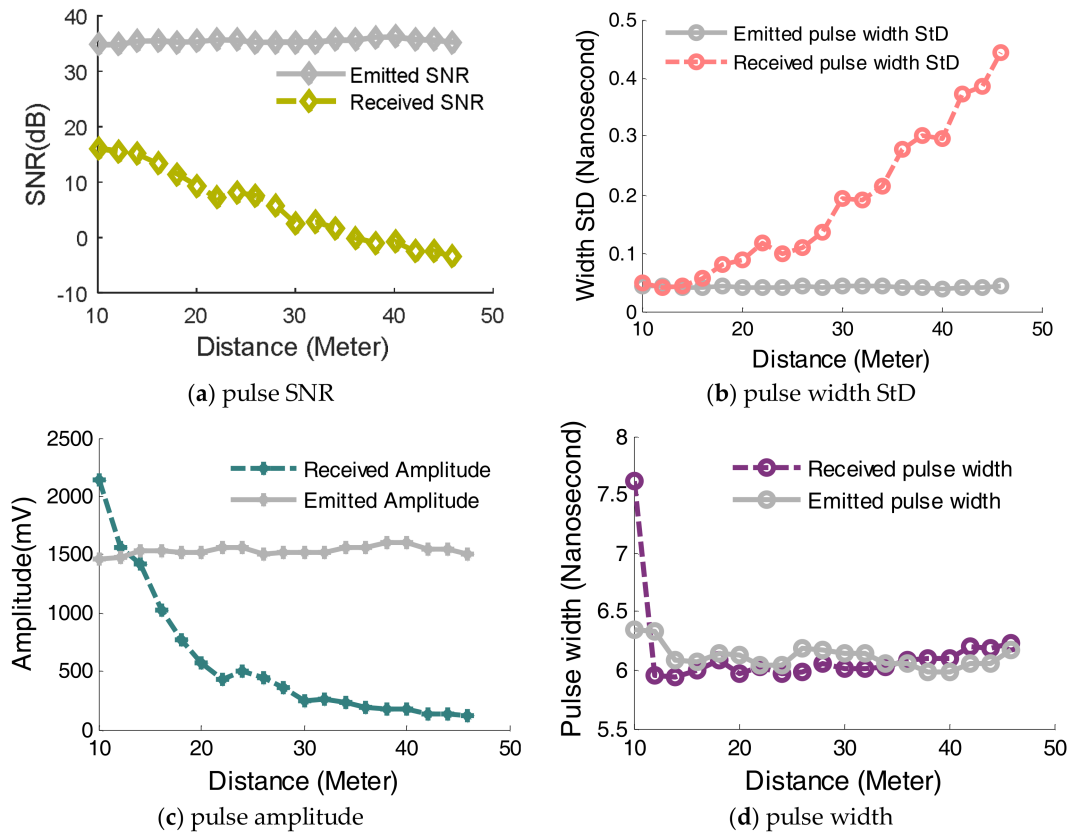 40
30
20
10
0
-10
SNR(dB)
Emitted SNR
Received SNR
10 20 30 40 50
Distance (Meter)
(a) pulse SNR
0.5
0.4
0.3
0.2
0.1
0
Width StD (Nanosecond)
Emitted pulse width StD
Received pulse width StD
10 20 30 40 50
Distance (Meter)
(b) pulse width StD
2500
2000
1500
1000
500
0
Amplitude(mV)
Received Amplitude
Emitted Amplitude
10 20 30 40 50
Distance (Meter)
(c) pulse amplitude
8
7.5
7
6.5
6
5.5
Pulse width (Nanosecond)
Received pulse width
Emitted pulse width
10 20 30 40 50
Distance (Meter)
(d) pulse width